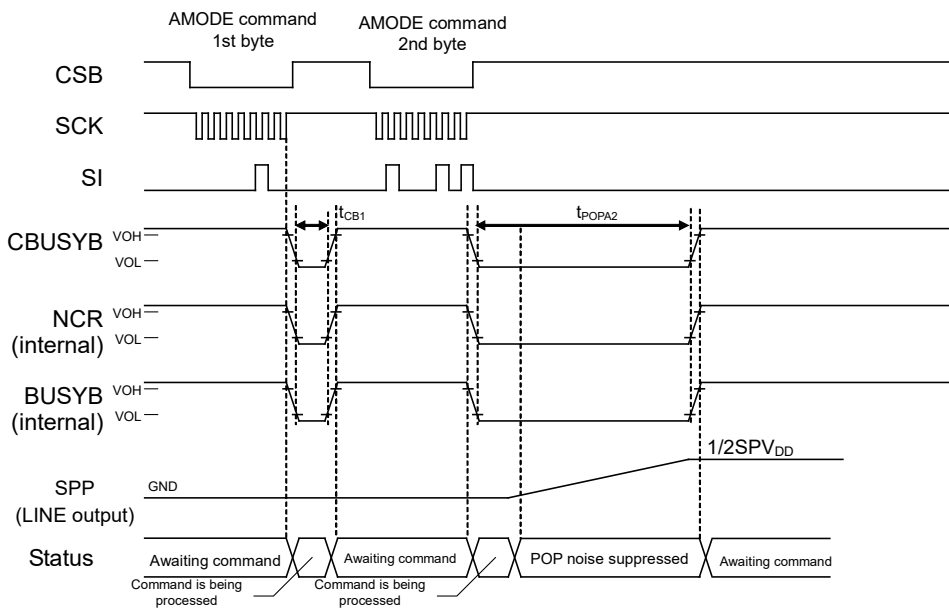 AMODE command
1st byte
AMODE command
2nd byte
CSB
SCK
SI
tCB1
tPOPA2
CBUSYB
VOH
VOL
NCR
(internal)
VOH
VOL
BUSYB
(internal)
VOH
VOL
1/2SPVDD
SPP
(LINE output)
GND
Status
Awaiting command
Awaiting command
POP noise suppressed
Awaiting command
Command is being
processed
Command is being
processed